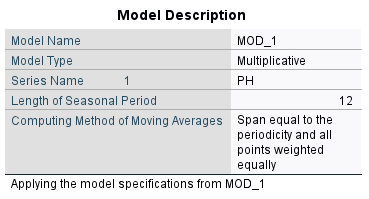 Model Description
Model Name MOD_1
Model Type Multiplicative
Series Name 1 PH
Length of Seasonal Period 12
Computing Method of Moving Averages Span equal to the
periodicity and all
points weighted
equally
Applying the model specifications from MOD_1